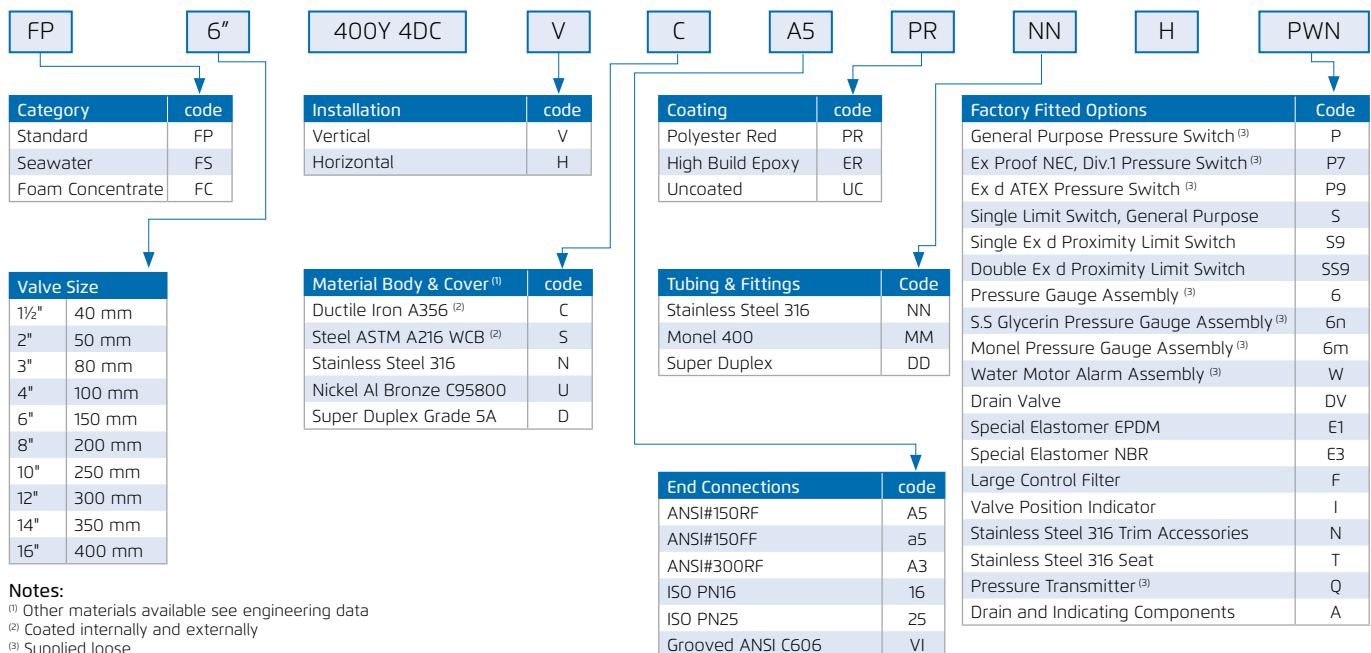 FP 6″ 400Y 4DC V C A5 PR NN H PWN
Category code
Standard FP
Seawater FS
Foam Concentrate FC
Installation code
Vertical V
Horizontal H
Coating code
Polyester Red PR
High Build Epoxy ER
Uncoated UC
Factory Fitted Options Code
General Purpose Pressure Switch (3) P
Ex Proof NEC, Div.1 Pressure Switch (3) P7
Ex d ATEX Pressure Switch (3) P9
Single Limit Switch, General Purpose S
Single Ex d Proximity Limit Switch S9
Double Ex d Proximity Limit Switch SS9
Pressure Gauge Assembly (3) 6
S.S Glycerin Pressure Gauge Assembly (3) 6n
Monel Pressure Gauge Assembly (3) 6m
Water Motor Alarm Assembly (3) W
Drain Valve DV
Special Elastomer EPDM E1
Special Elastomer NBR E3
Large Control Filter F
Valve Position Indicator I
Stainless Steel 316 Trim Accessories N
Stainless Steel 316 Seat T
Pressure Transmitter (3) Q
Drain and Indicating Components A
Valve Size
1½" 40 mm
2" 50 mm
3" 80 mm
4" 100 mm
6" 150 mm
8" 200 mm
10" 250 mm
12" 300 mm
14" 350 mm
16" 400 mm
Material Body & Cover (1) code
Ductile Iron A356 (2) C
Steel ASTM A216 WCB (2) S
Stainless Steel 316 N
Nickel Al Bronze C95800 U
Super Duplex Grade 5A D
Tubing & Fittings Code
Stainless Steel 316 NN
Monel 400 MM
Super Duplex DD
End Connections code
ANSI#150RF A5
ANSI#150FF a5
ANSI#300RF A3
ISO PN16 16
ISO PN25 25
Grooved ANSI C606 VI
Notes:
(1) Other materials available see engineering data
(2) Coated internally and externally
(3) Supplied loose